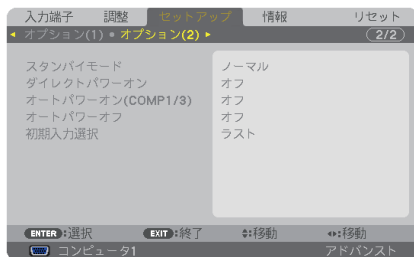 入力端子 調整 セットアップ 情報 リセット
オプション(1) オプション(2) 2/2
スタンバイモード ノーマル
ダイレクトパワーオン オフ
オートパワーオン(COMP1/3) オフ
オートパワーオフ オフ
初期入力選択 ラスト
ENTER:選択 EXIT:終了 :移動 :移動
コンピュータ1 アドバンスト